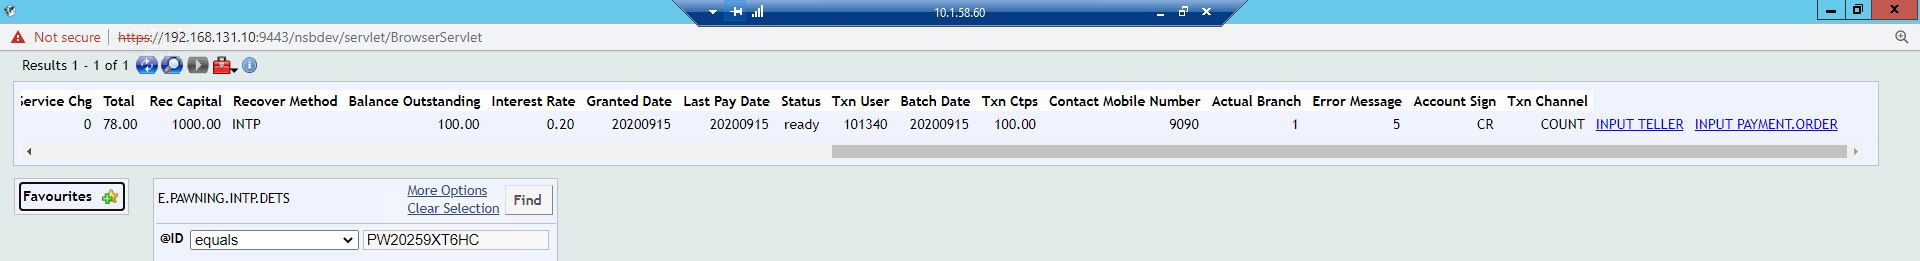 10.1.58.60
Not secure https://192.168.131.10:9443/nsbdev/servlet/BrowserServlet
Results 1 - 1 of 1
Service Chg Total Rec Capital Recover Method Balance Outstanding Interest Rate Granted Date Last Pay Date Status Txn User Batch Date Txn Ctps Contact Mobile Number Actual Branch Error Message Account Sign Txn Channel
0 78.00 1000.00 INTP 100.00 0.20 20200915 20200915 ready 101340 20200915 100.00 9090 1 5 CR COUNT INPUT TELLER INPUT PAYMENT.ORDER
Favourites
E.PAWNING.INTP.DETS More Options Find
Clear Selection
@ID equals PW20259XT6HC